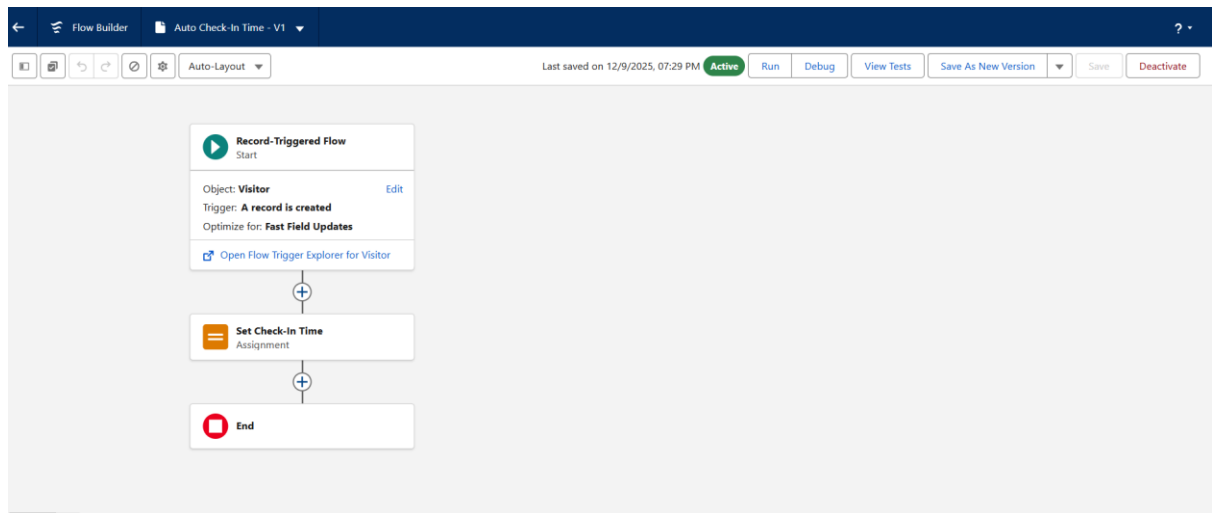 Flow Builder
Auto Check-In Time - V1
? 
Auto-Layout
Last saved on 12/9/2025, 07:29 PM
Active
Run
Debug
View Tests
Save As New Version
Save
Deactivate
Record-Triggered Flow
Start
Object: Visitor
Edit
Trigger: A record is created
Optimize for: Fast Field Updates
Open Flow Trigger Explorer for Visitor
Set Check-In Time
Assignment
End